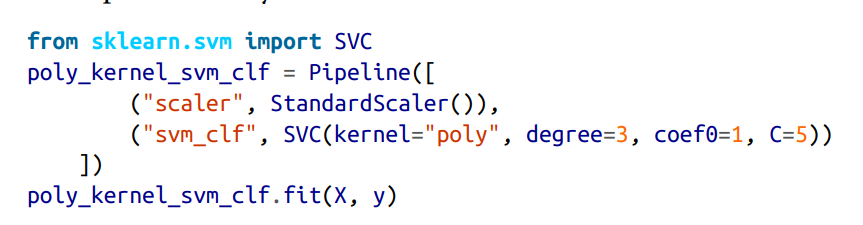 from sklearn.svm import SVC
poly_kernel_svm_clf = Pipeline([
        ("scaler", StandardScaler()),
        ("svm_clf", SVC(kernel="poly", degree=3, coef0=1, C=5))
    ])
poly_kernel_svm_clf.fit(X, y)